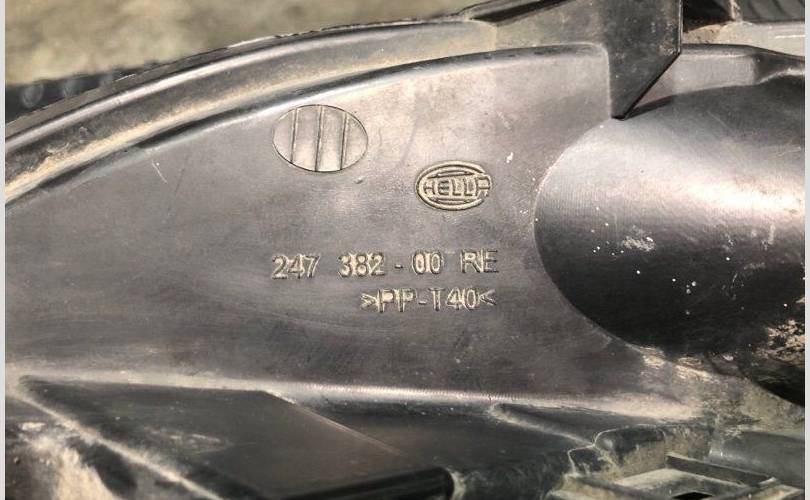 HELLA
247 382-00 RE
>PP-T40<